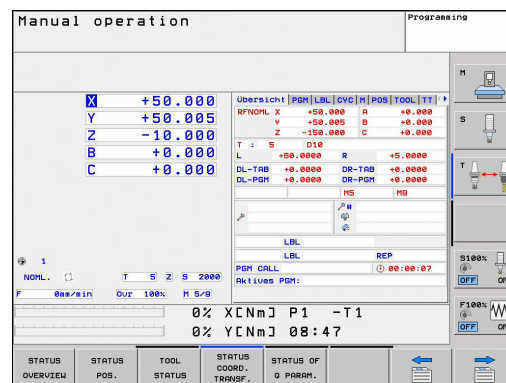 Manual operation
Programming
X +50.000
Y +50.005
Z -10.000
B +0.000
C +0.000
Übersicht PGM LBL CYC M POS TOOL TT
RFNOML X +50.000 A +0.000
Y +50.005 B +0.000
Z -150.000 C +0.000
T : 5 D10
L +60.0000 R +5.0000
DL-TAB +0.0000 DR-TAB +0.0000
DL-PGM +0.0000 DR-PGM +0.0000
M5 M9
LBL
LBL REP
PGM CALL 00:00:07
Aktives PGM:
1
NOML. T 5 Z S 2000
F 0mm/min Ovr 100% M 5/9
0% X[Nm] P1 -T1
0% Y[Nm] 08:47
M
S
T
S100%
OFF ON
F100%
OFF ON
STATUS OVERVIEW
STATUS POS.
TOOL STATUS
STATUS COORD. TRANSF.
STATUS OF Q PARAM.